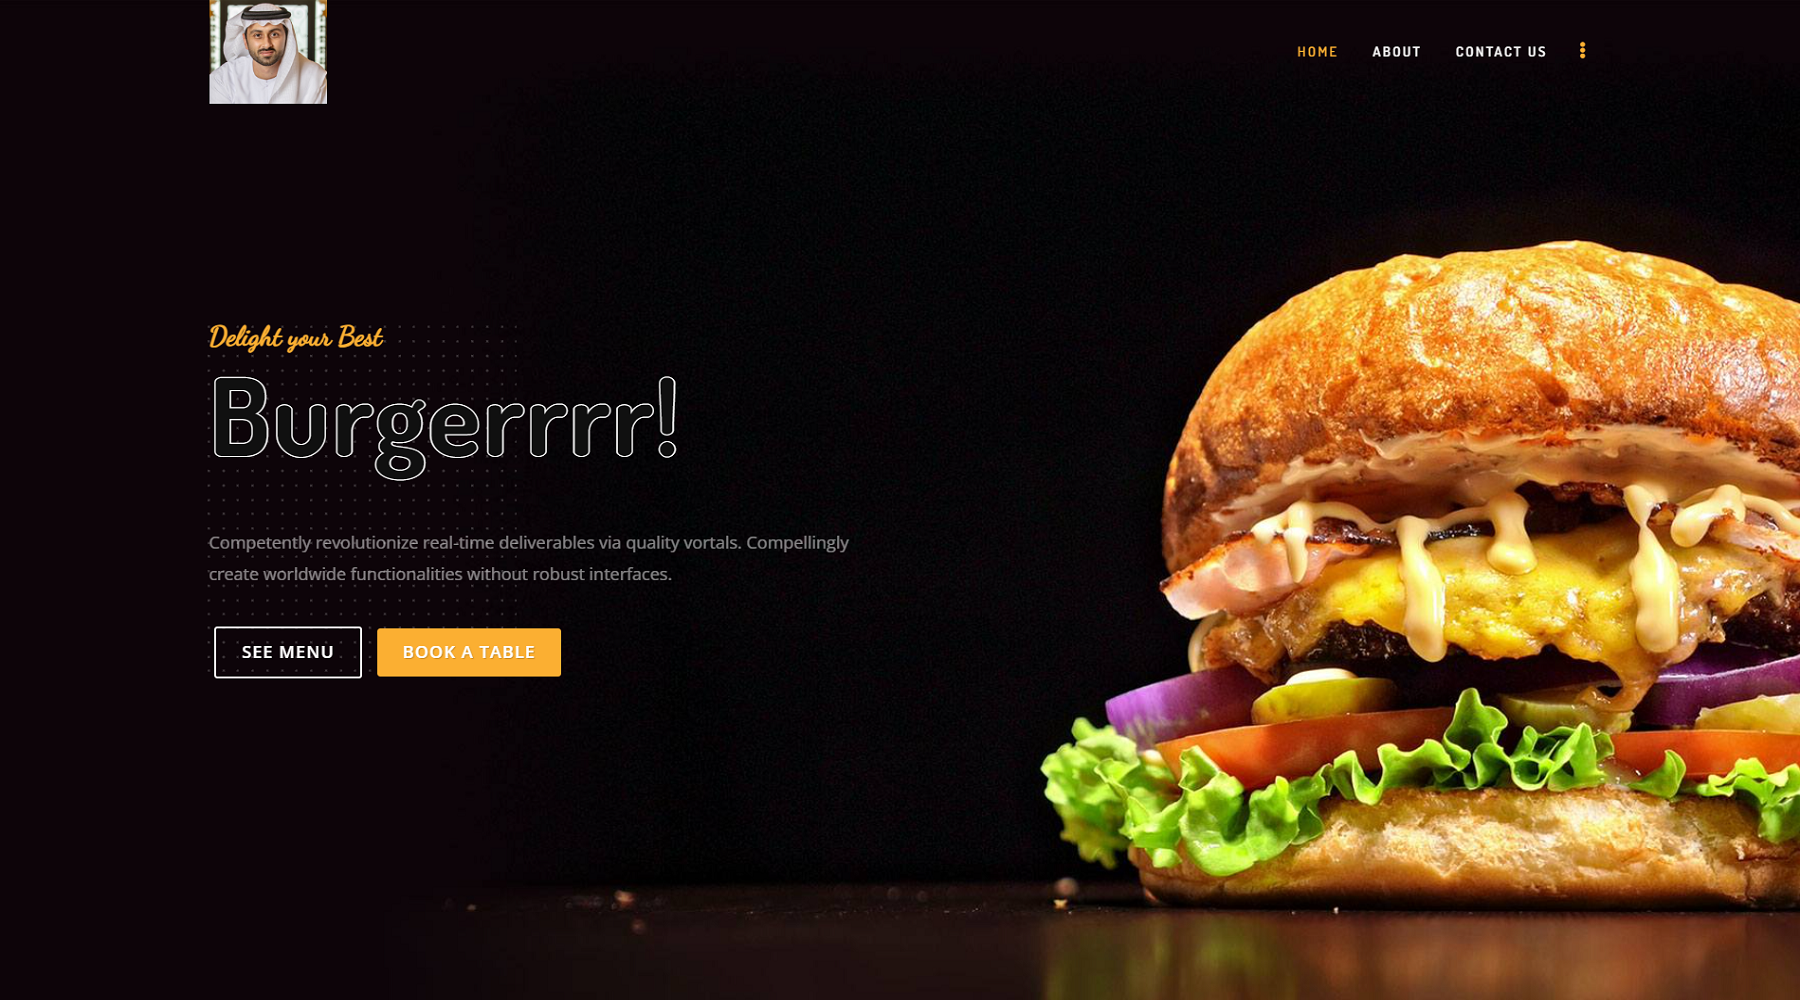 HOME ABOUT CONTACT US
Delight your Best
Burgerrrr!
Competently revolutionize real-time deliverables via quality vortals. Compellingly
create worldwide functionalities without robust interfaces.
SEE MENU BOOK A TABLE